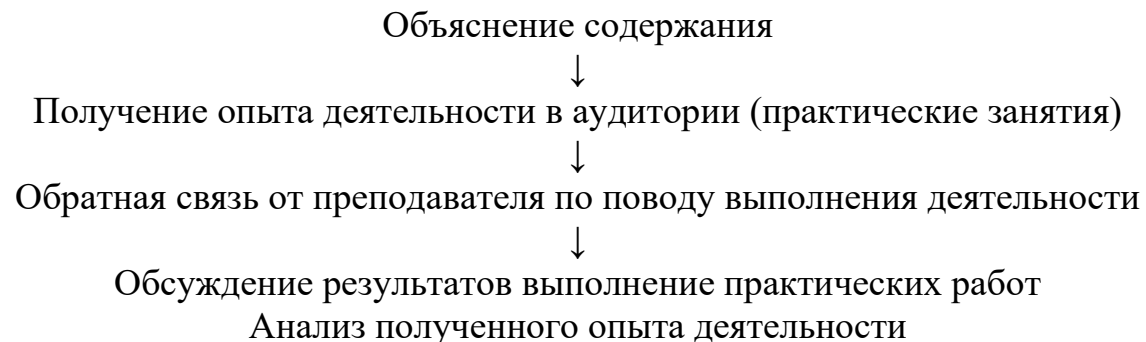 Объяснение содержания
↓
Получение опыта деятельности в аудитории (практические занятия)
↓
Обратная связь от преподавателя по поводу выполнения деятельности
↓
Обсуждение результатов выполнение практических работ
Анализ полученного опыта деятельности